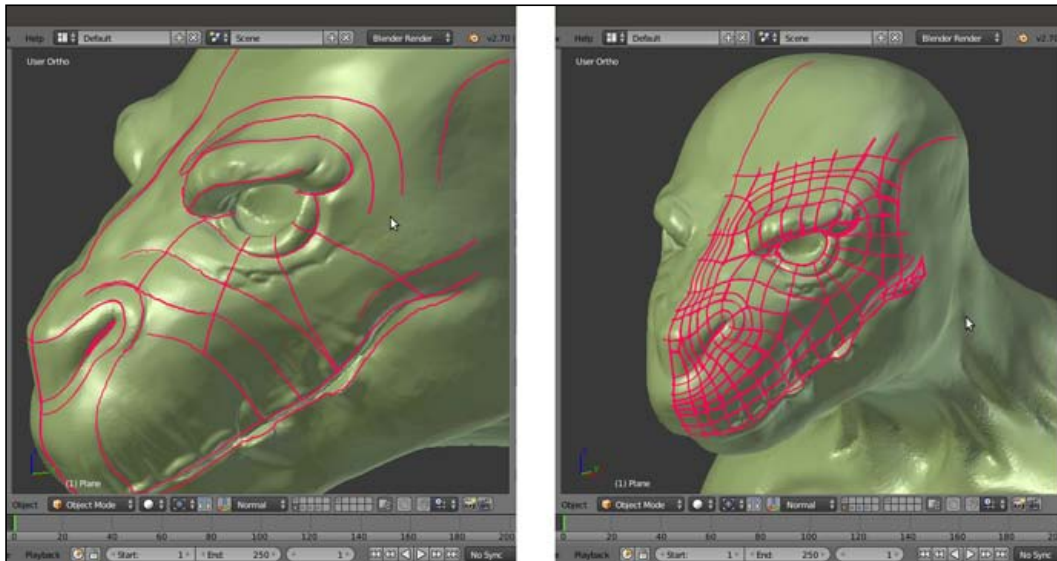 Help Default Scene Blender Render v2.70
User Ortho
(1) Plane
Object Object Mode Normal
0 20 40 60 80 100 120 140 160 180 200
Playback Start: 1 End: 250 1 No Sync
Help Default Scene Blender Render v2.70
User Ortho
(1) Plane
Object Object Mode Normal
0 20 40 60 80 100 120 140 160 180
Playback Start: 1 End: 250 1 No Sync